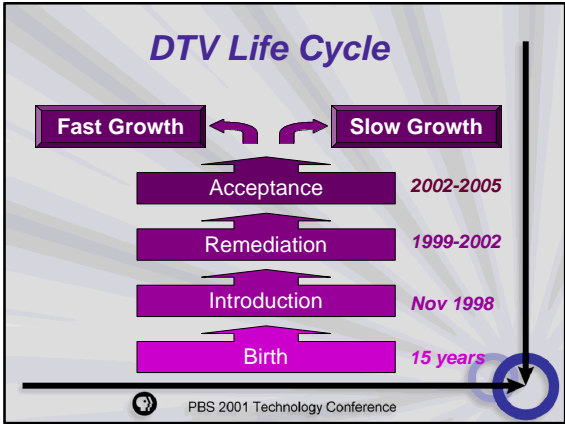 DTV Life Cycle
Fast Growth
Slow Growth
Acceptance
2002-2005
Remediation
1999-2002
Introduction
Nov 1998
Birth
15 years
PBS 2001 Technology Conference